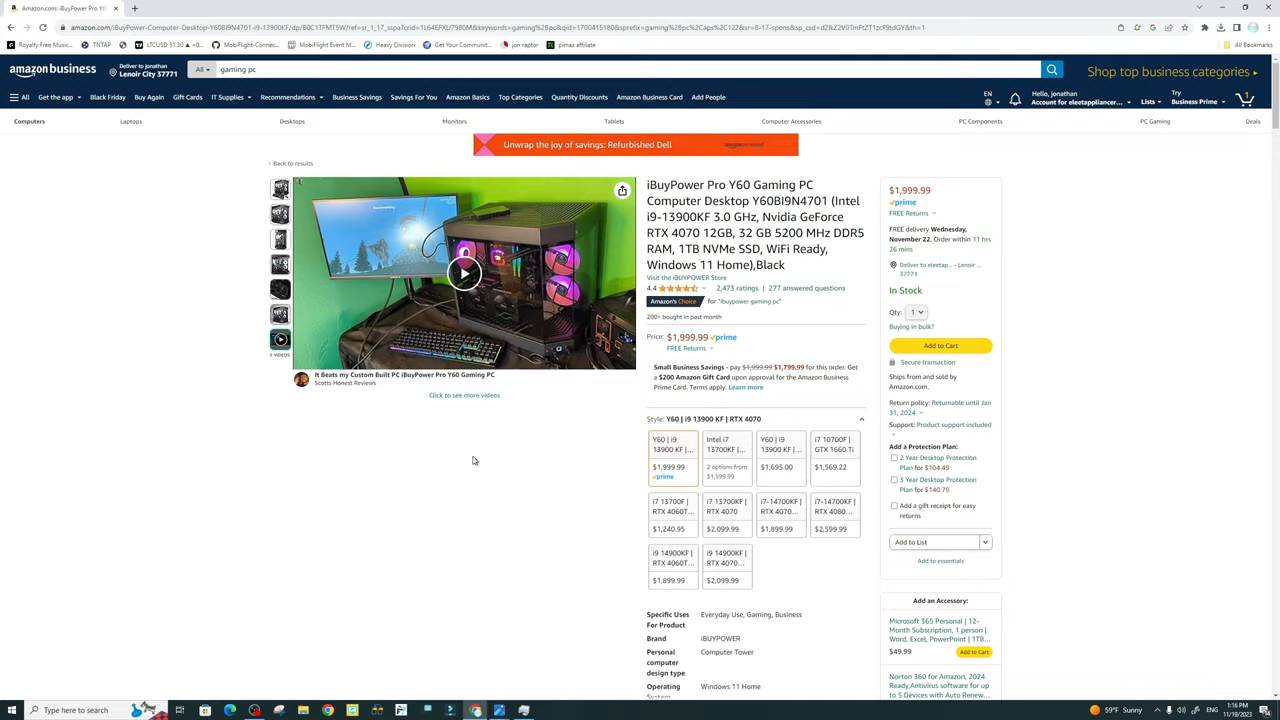 Amazon.com: iBuyPower Pro Y60
amazon.com/iBuyPower-Computer-Desktop-Y60BI9N4701-i9-13900KF/dp/B0C1FMT5W/ref=sr_1_17_sspa?
Royalty Free Music...
TNTAP
LTCUSD 51.30 ▲ +0...
MobiFlight-Connec...
MobiFlight Event M...
Heavy Division
Get Your Community...
jon raptor
pimax affiliate
All Bookmarks
amazon business
Deliver to jonathan
Lenoir City 37771
All
gaming pc
Shop top business categories ▸
All
Get the app
Black Friday
Buy Again
Gift Cards
IT Supplies
Recommendations
Business Savings
Savings For You
Amazon Basics
Top Categories
Quantity Discounts
Amazon Business Card
Add People
EN
Hello, jonathan
Account for eleetappliancer...
Lists
Try
Business Prime
1
Computers
Laptops
Desktops
Monitors
Tablets
Computer Accessories
PC Components
PC Gaming
Deals
Unwrap the joy of savings: Refurbished Dell
‹ Back to results
5 VIDEOS
It Beats my Custom Built PC iBuyPower Pro Y60 Gaming PC
Scotts Honest Reviews
Click to see more videos
iBuyPower Pro Y60 Gaming PC
Computer Desktop Y60BI9N4701 (Intel
i9-13900KF 3.0 GHz, Nvidia GeForce
RTX 4070 12GB, 32 GB 5200 MHz DDR5
RAM, 1TB NVMe SSD, WiFi Ready,
Windows 11 Home),Black
Visit the iBUYPOWER Store
4.4
2,473 ratings | 277 answered questions
Amazon's Choice for "ibuypower gaming pc"
200+ bought in past month
Price: $1,999.99 prime
FREE Returns
Small Business Savings - pay $1,999.99 $1,799.99 for this order. Get
a $200 Amazon Gift Card upon approval for the Amazon Business
Prime Card. Terms apply. Learn more
Style: Y60 | i9 13900 KF | RTX 4070
Y60 | i9
13900 KF |...
$1,999.99
prime
Intel i7
13700KF |...
2 options from
$1,599.99
Y60 | i9
13900 KF |...
$1,695.00
i7 10700F |
GTX 1660 Ti
$1,569.22
i7 13700F |
RTX 4060T...
$1,240.95
i7 13700KF |
RTX 4070
$2,099.99
i7-14700KF |
RTX 4070...
$1,899.99
i7-14700KF |
RTX 4080...
$2,599.99
i9 14900KF |
RTX 4060T...
$1,899.99
i9 14900KF |
RTX 4070...
$2,099.99
Specific Uses
For Product
Everyday Use, Gaming, Business
Brand
iBUYPOWER
Personal
computer
design type
Computer Tower
Operating
System
Windows 11 Home
$1,999.99
prime
FREE Returns
FREE delivery Wednesday,
November 22. Order within 11 hrs
26 mins
Deliver to eleetap... - Lenoir ...
37771
In Stock
Qty: 1
Buying in bulk?
Add to Cart
Secure transaction
Ships from and sold by
Amazon.com.
Return policy: Returnable until Jan
31, 2024
Support: Product support included
Add a Protection Plan:
2 Year Desktop Protection
Plan for $104.49
3 Year Desktop Protection
Plan for $140.79
Add a gift receipt for easy
returns
Add to List
Add to essentials
Add an Accessory:
Microsoft 365 Personal | 12-
Month Subscription, 1 person |
Word, Excel, PowerPoint | 1TB...
$49.99
Add to Cart
Norton 360 for Amazon, 2024
Ready,Antivirus software for up
to 5 Devices with Auto Renew...
Type here to search
59°F Sunny
1:16 PM
11/19/2023